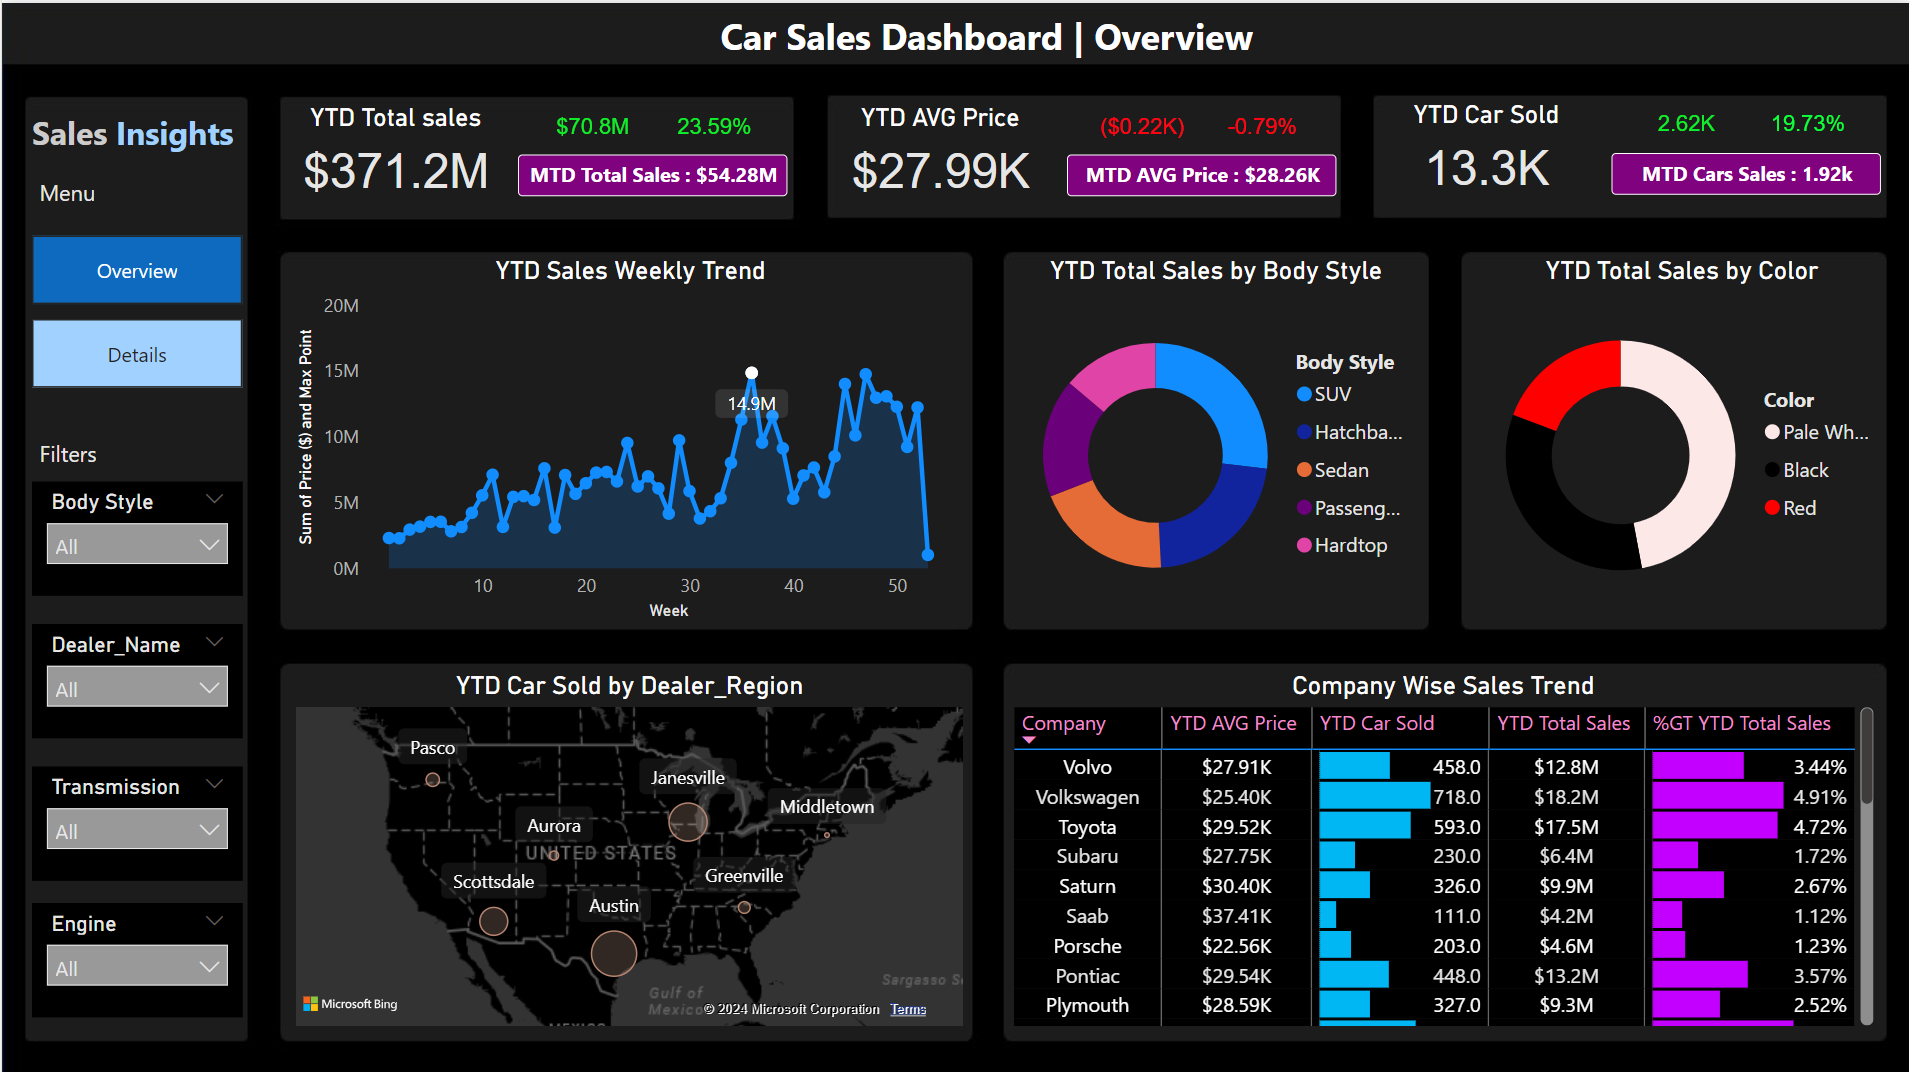 Car Sales Dashboard | Overview
Sales Insights
Menu
Overview
Details
Filters
Body Style
All
Dealer_Name
All
Transmission
All
Engine
All
YTD Total sales
$70.8M 23.59%
$371.2M
MTD Total Sales : $54.28M
YTD AVG Price
($0.22K) -0.79%
$27.99K
MTD AVG Price : $28.26K
YTD Car Sold
2.62K 19.73%
13.3K
MTD Cars Sales : 1.92k
YTD Sales Weekly Trend
Sum of Price ($) and Max Point
20M
15M
10M
5M
0M
14.9M
10 20 30 40 50
Week
YTD Total Sales by Body Style
Body Style
SUV
Hatchba...
Sedan
Passeng...
Hardtop
YTD Total Sales by Color
Color
Pale Wh...
Black
Red
YTD Car Sold by Dealer_Region
Pasco
Janesville
Middletown
Aurora
UNITED STATES
Scottsdale
Greenville
Austin
Sargasso S
Gulf of
Mexico
MEXICO
Microsoft Bing
© 2024 Microsoft Corporation Terms
Company Wise Sales Trend
Company YTD AVG Price YTD Car Sold YTD Total Sales %GT YTD Total Sales
Volvo $27.91K 458.0 $12.8M 3.44%
Volkswagen $25.40K 718.0 $18.2M 4.91%
Toyota $29.52K 593.0 $17.5M 4.72%
Subaru $27.75K 230.0 $6.4M 1.72%
Saturn $30.40K 326.0 $9.9M 2.67%
Saab $37.41K 111.0 $4.2M 1.12%
Porsche $22.56K 203.0 $4.6M 1.23%
Pontiac $29.54K 448.0 $13.2M 3.57%
Plymouth $28.59K 327.0 $9.3M 2.52%